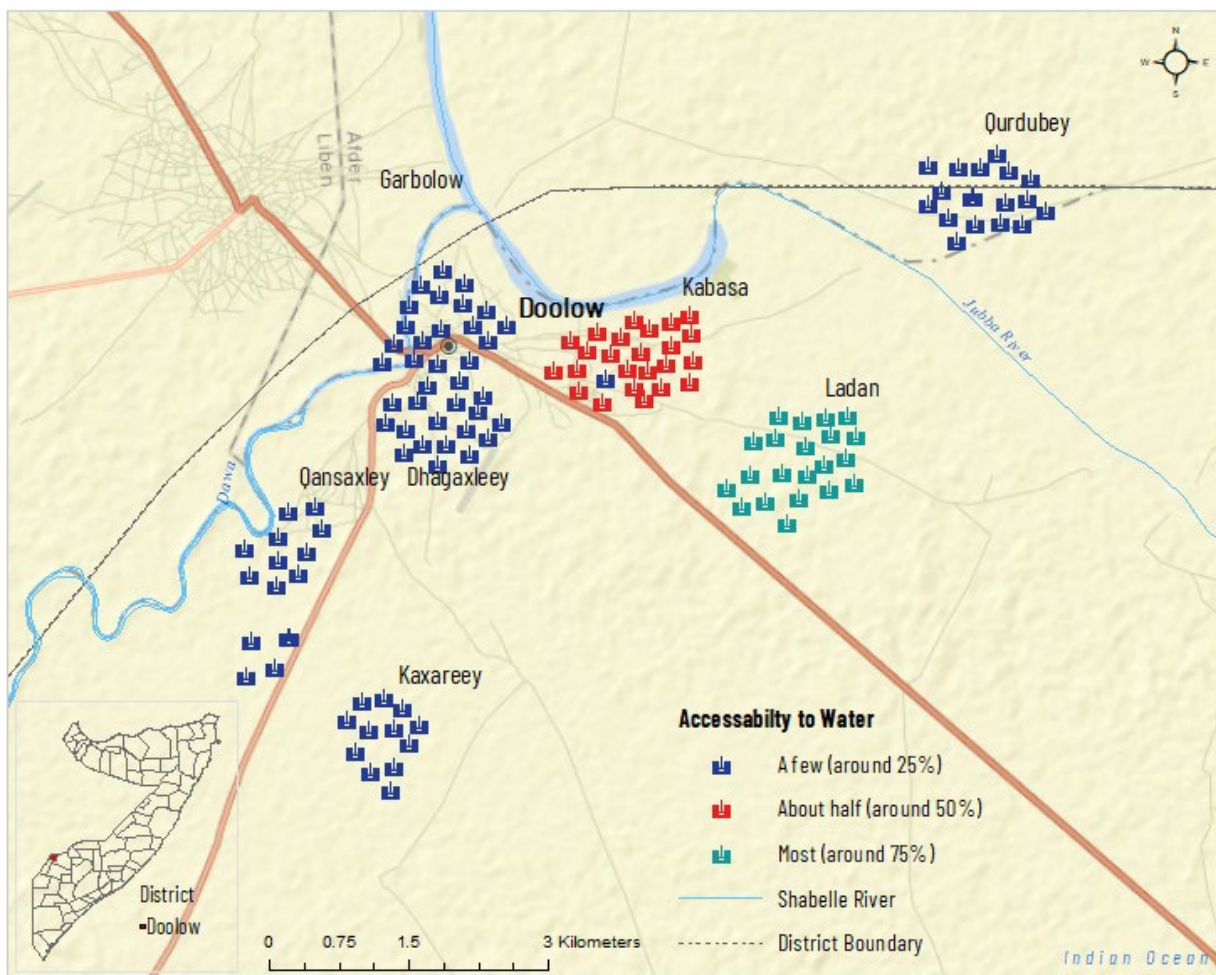 N
W E
S
Qurdubey
Afder
Liben
Garbolow
Kabasa
Doolow
Jubba River
Ladan
Dawa
Qansaxley
Dhagaxleey
Kaxareey
Accessabilty to Water
A few (around 25%)
About half (around 50%)
Most (around 75%)
Shabelle River
District Boundary
District
Doolow
0 0.75 1.5 3 Kilometers
Indian Ocean